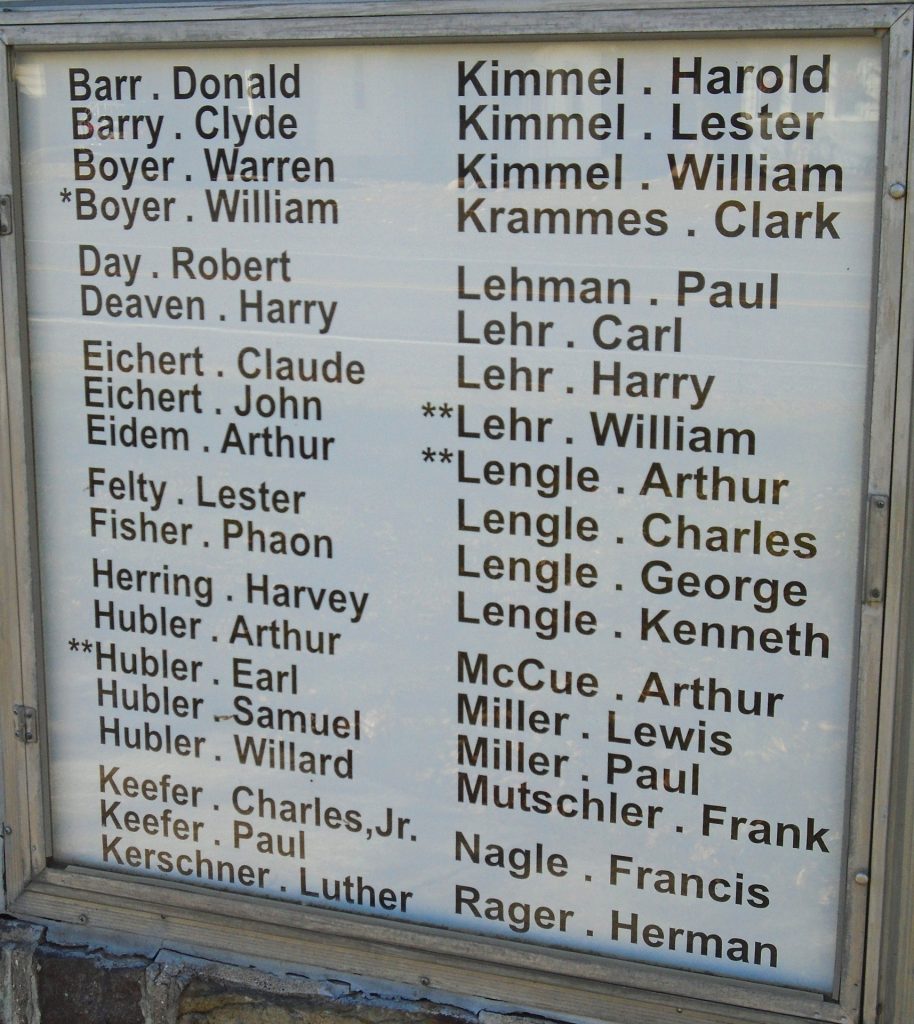 Barr . Donald
Barry . Clyde
Boyer . Warren
*Boyer . William
Day . Robert
Deaven . Harry
Eichert . Claude
Eichert . John
Eidem . Arthur
Felty . Lester
Fisher . Phaon
Herring . Harvey
Hubler . Arthur
**Hubler . Earl
Hubler . Samuel
Hubler . Willard
Keefer . Charles,Jr.
Keefer . Paul
Kerschner . Luther
Kimmel . Harold
Kimmel . Lester
Kimmel . William
Krammes . Clark
Lehman . Paul
Lehr . Carl
Lehr . Harry
**Lehr . William
**Lengle . Arthur
Lengle . Charles
Lengle . George
Lengle . Kenneth
McCue . Arthur
Miller . Lewis
Miller . Paul
Mutschler . Frank
Nagle . Francis
Rager . Herman